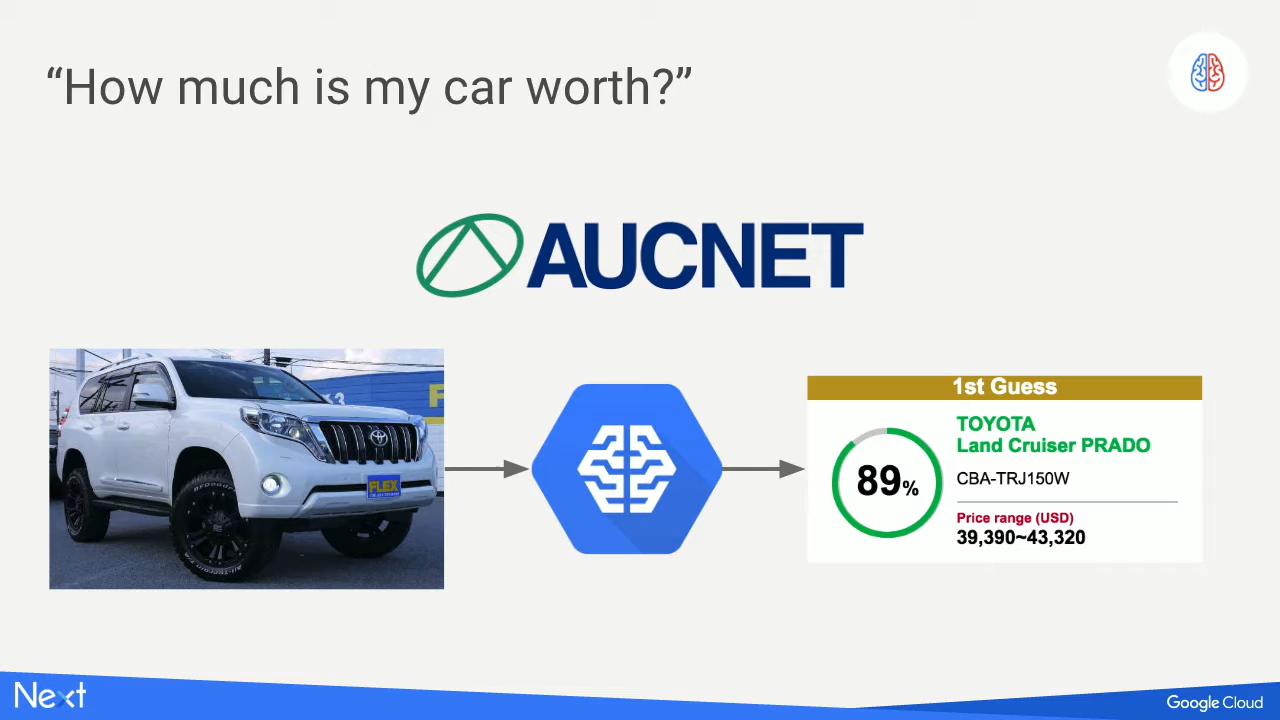 “How much is my car worth?”
AUCNET
FLEX
1st Guess
89%
TOYOTA
Land Cruiser PRADO
CBA-TRJ150W
Price range (USD)
39,390~43,320
Next
Google Cloud